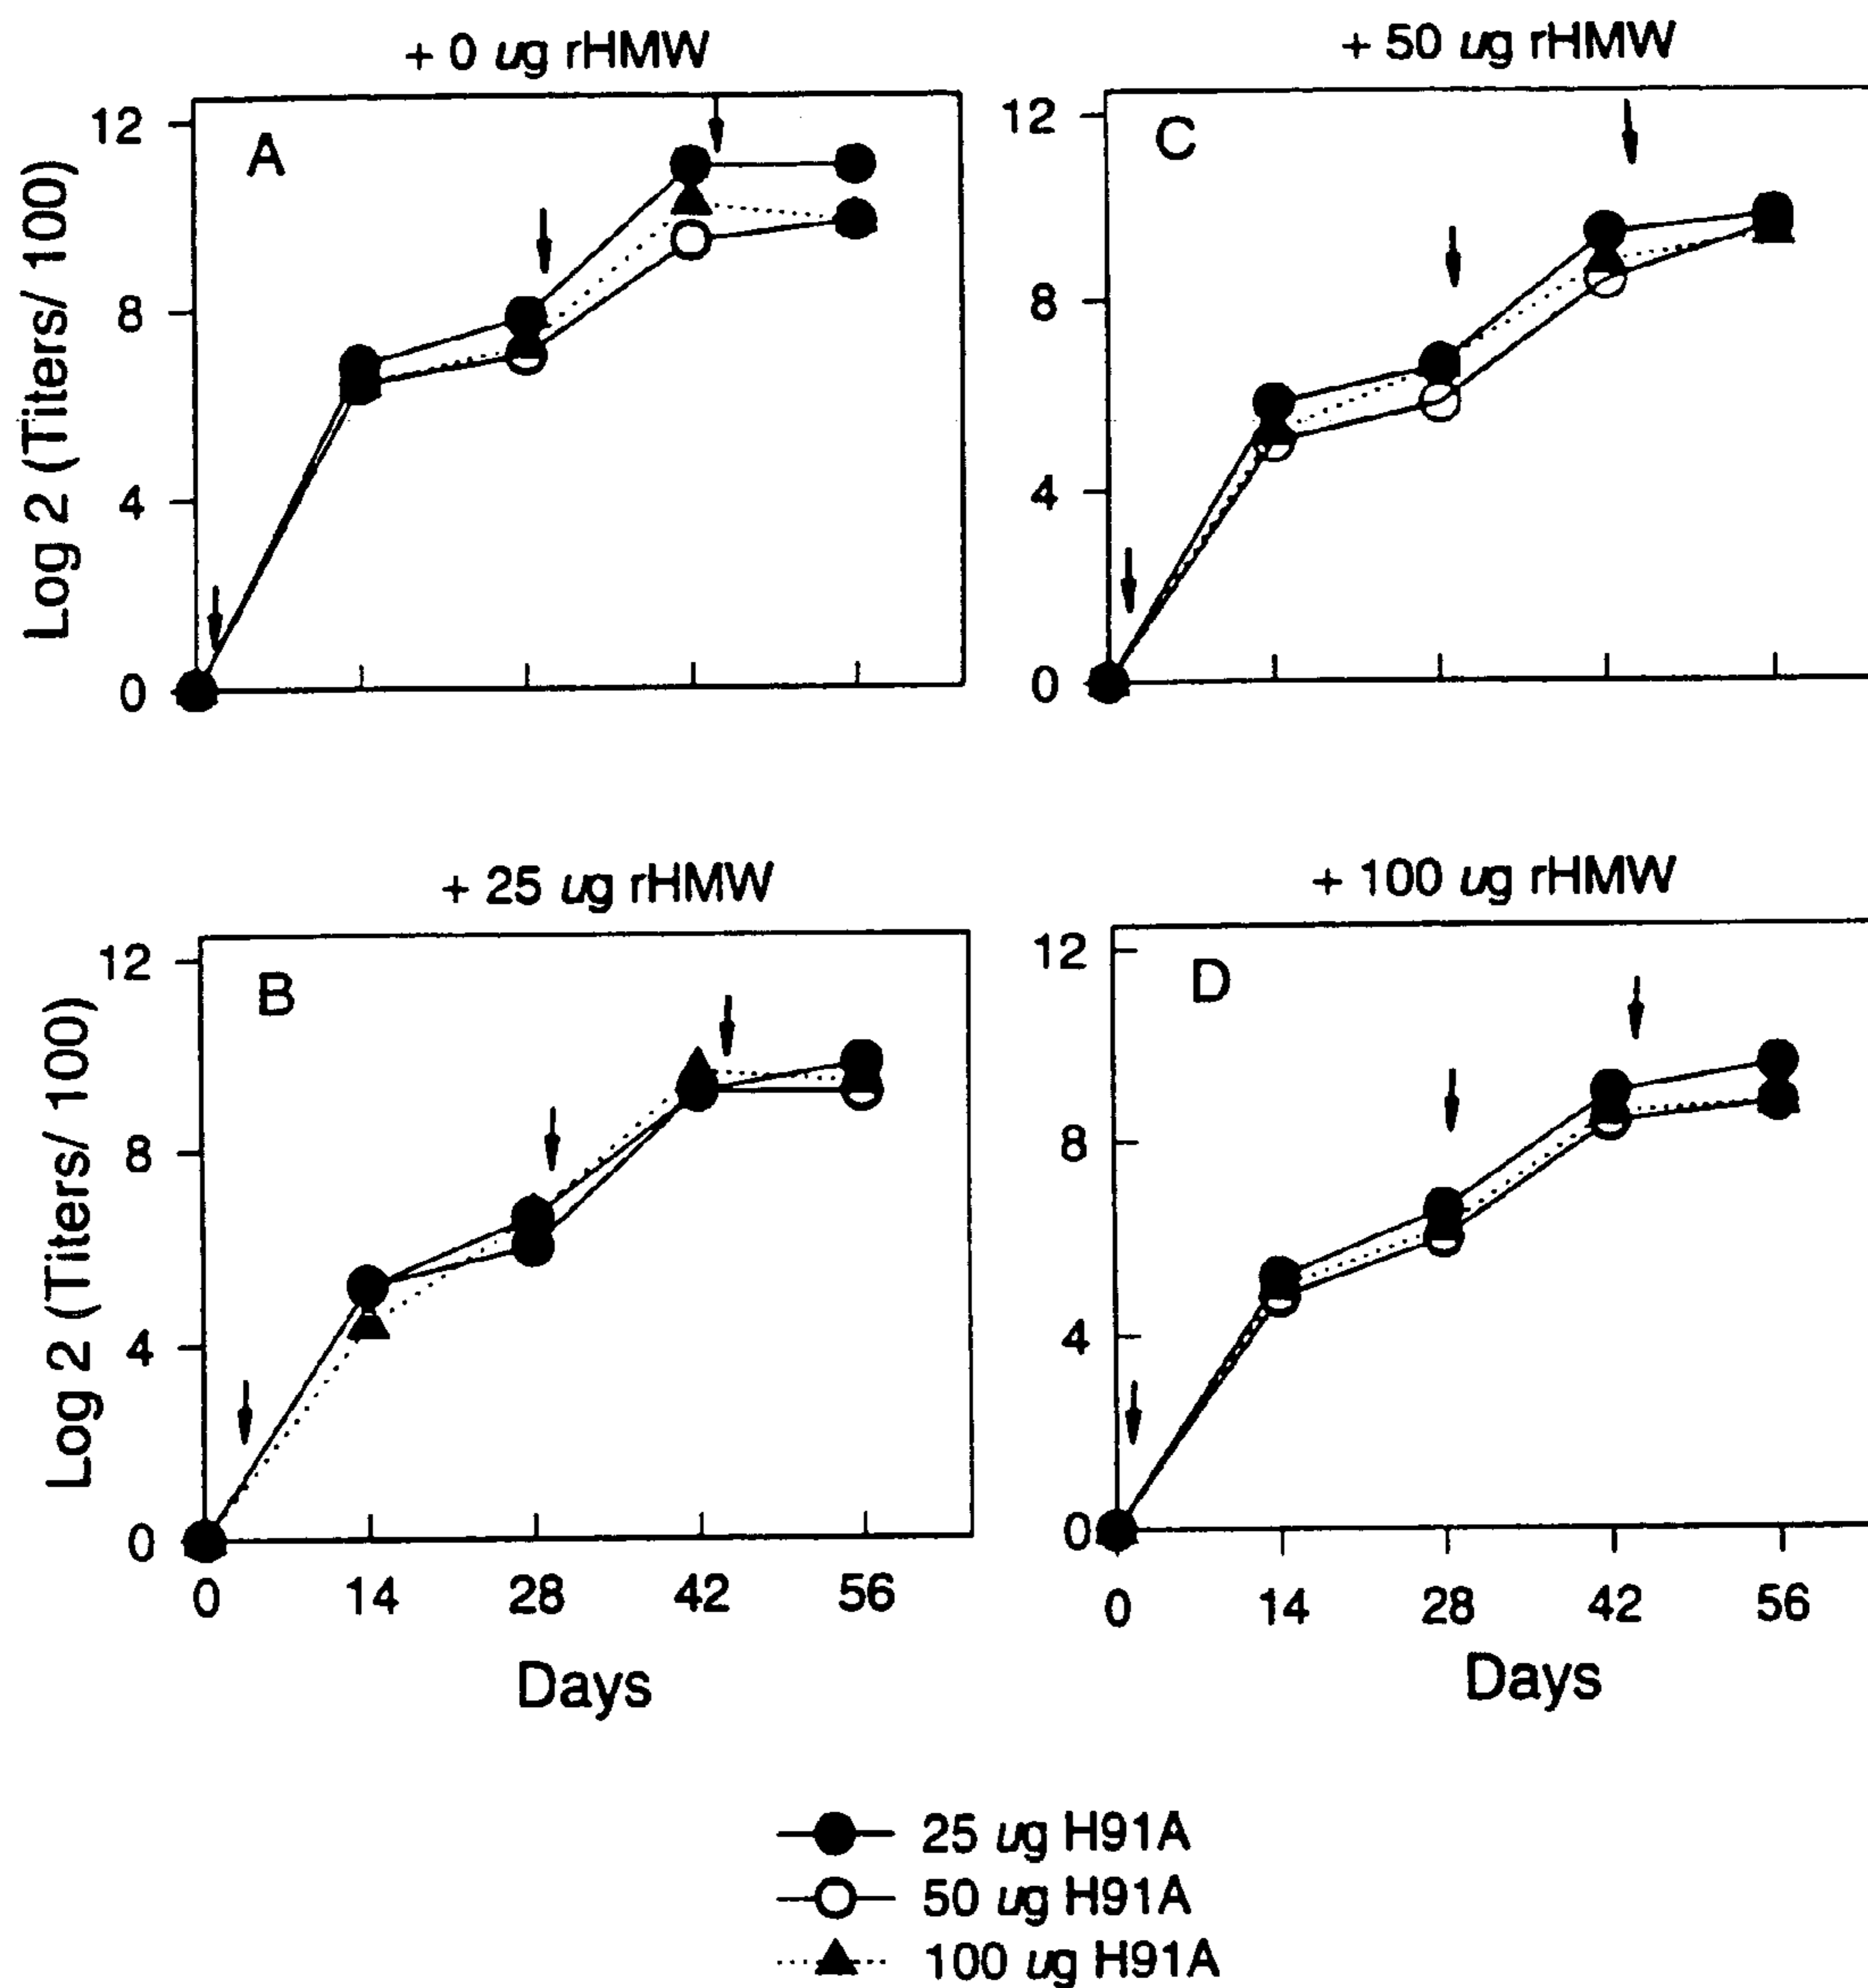 + 0 ug rHMW
A
12
8
4
0
Log 2 (Titers/ 100)
+ 50 ug rHMW
C
12
8
4
0
+ 25 ug rHMW
B
12
8
4
0
Log 2 (Titers/ 100)
0 14 28 42 56
Days
+ 100 ug rHMW
D
12
8
4
0
0 14 28 42 56
Days
25 ug H91A
50 ug H91A
100 ug H91A